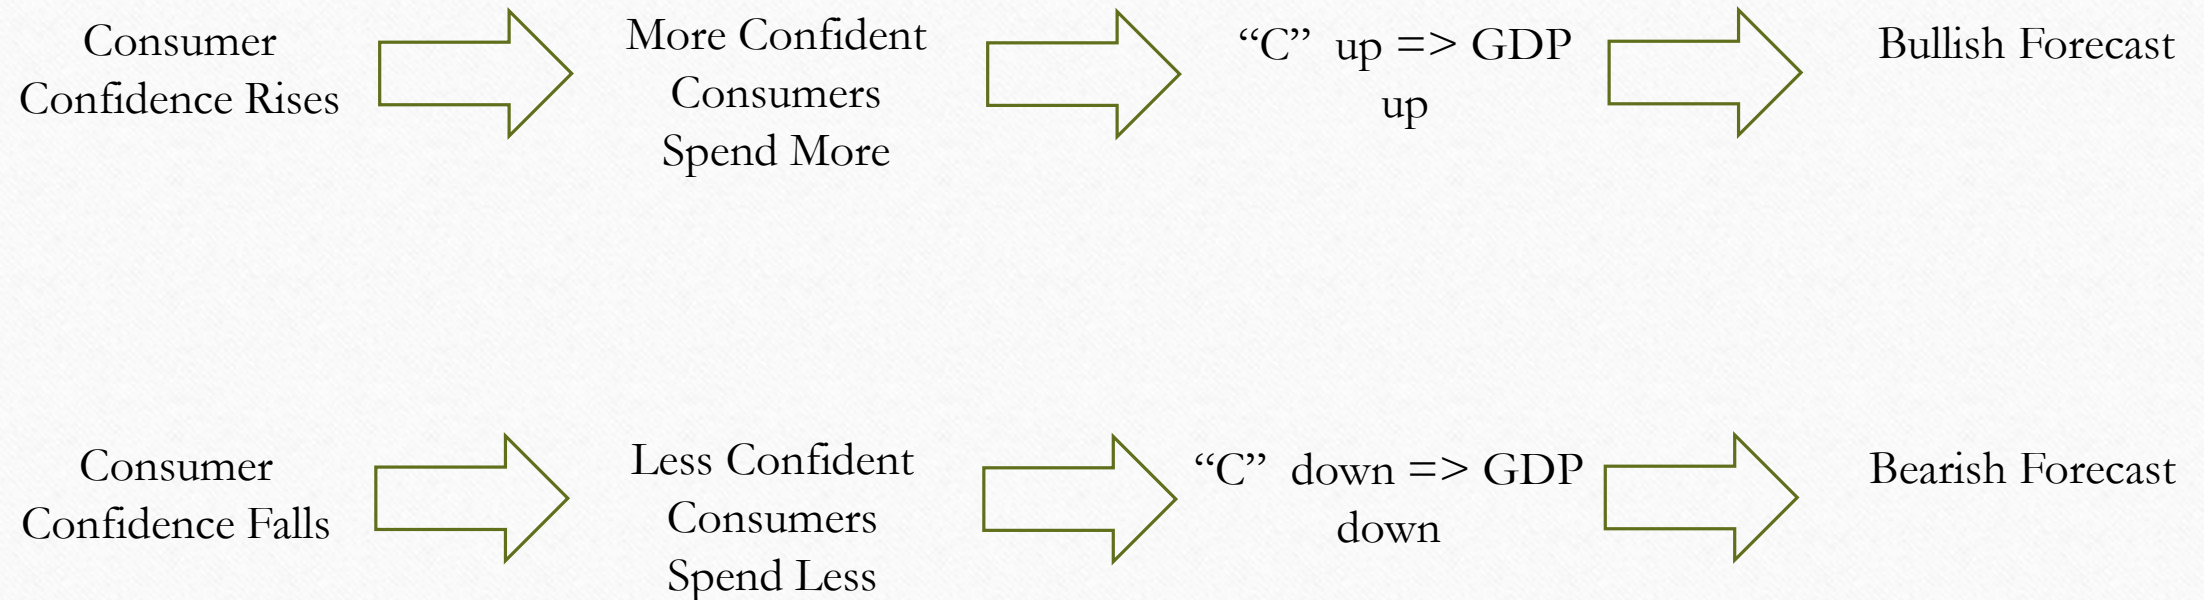 Consumer
Confidence Rises
More Confident
Consumers
Spend More
“C” up => GDP
up
Bullish Forecast
Consumer
Confidence Falls
Less Confident
Consumers
Spend Less
“C” down => GDP
down
Bearish Forecast